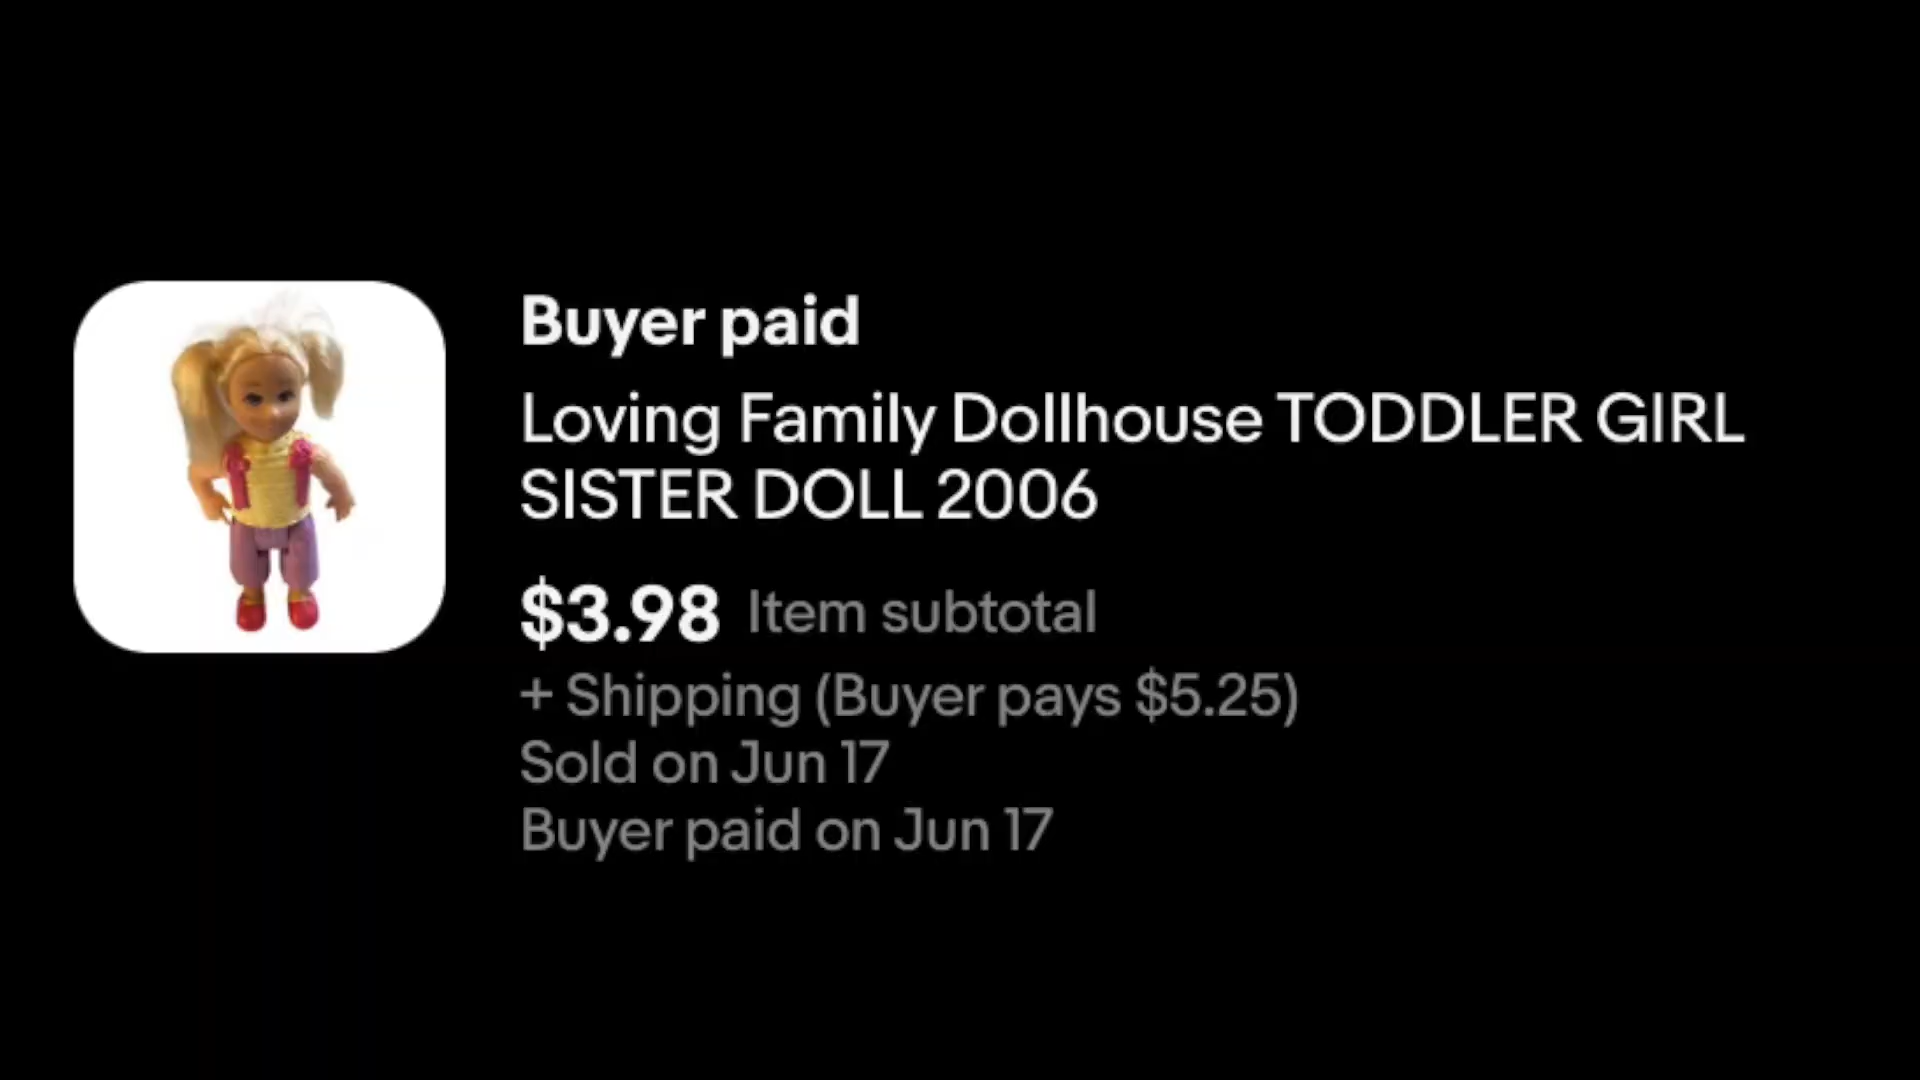 Buyer paid
Loving Family Dollhouse TODDLER GIRL
SISTER DOLL 2006
$3.98 Item subtotal
+ Shipping (Buyer pays $5.25)
Sold on Jun 17
Buyer paid on Jun 17